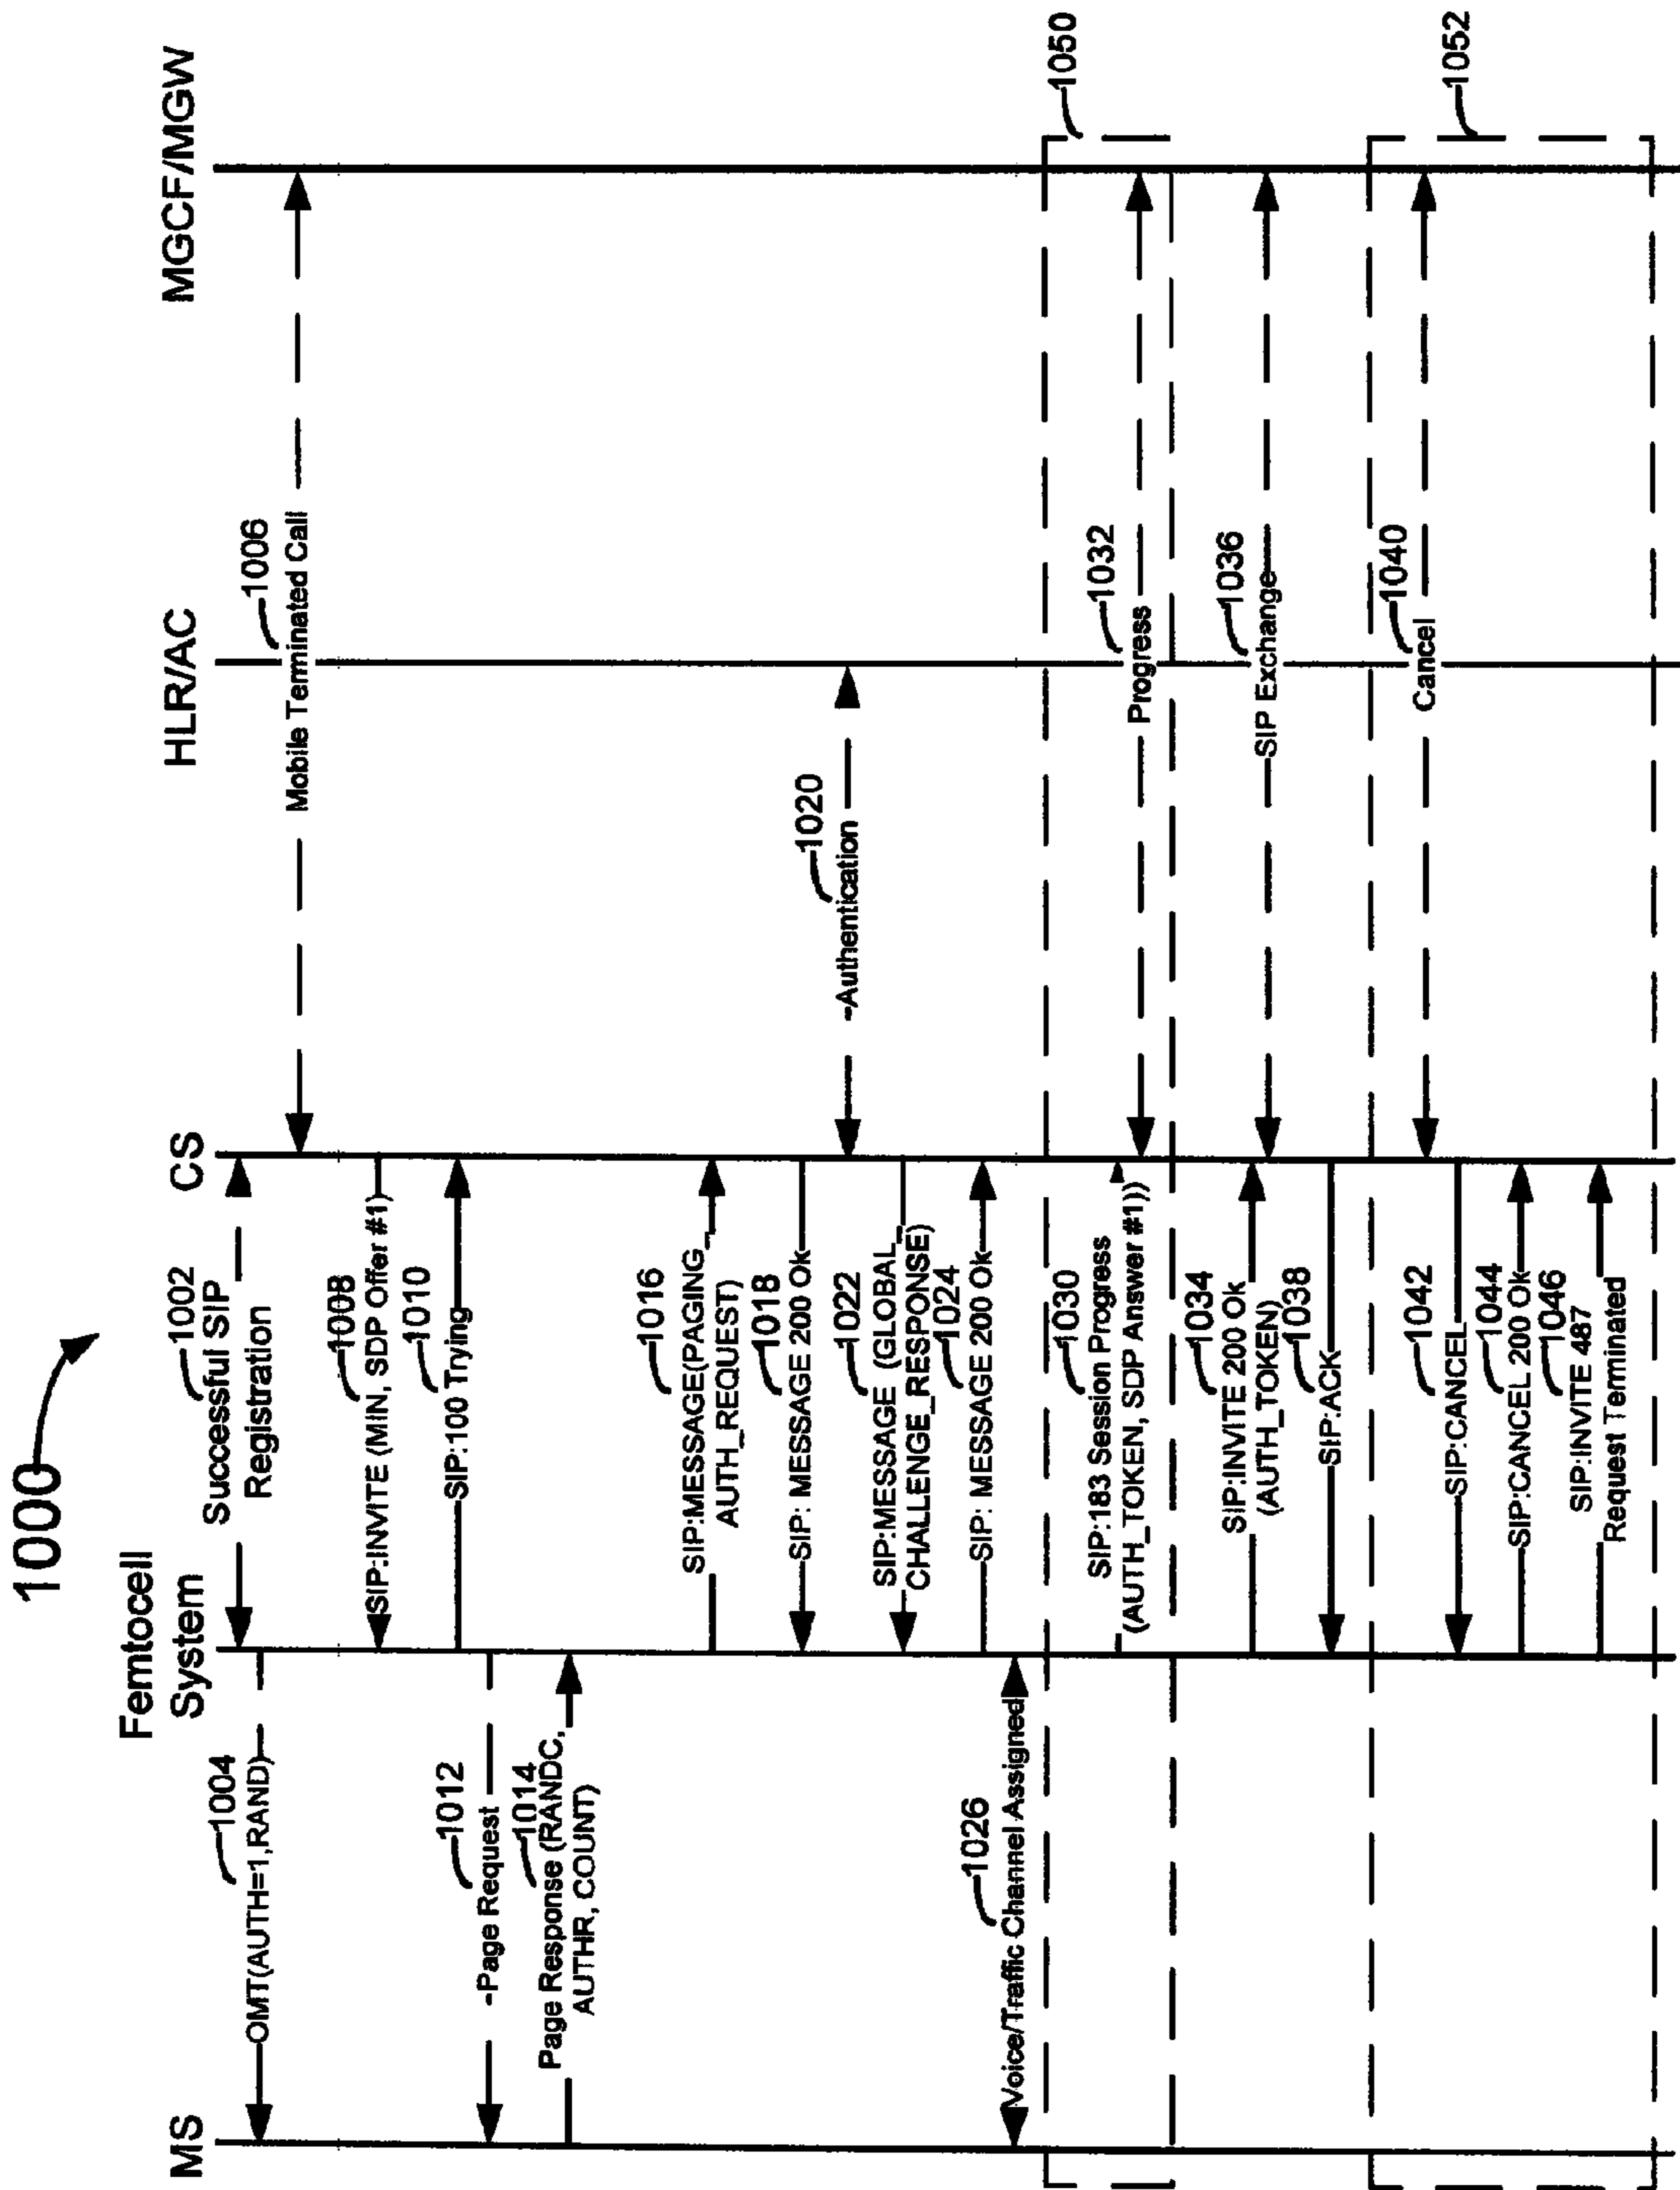 1000
MS
Femtocell
System
CS
HLR/AC
MGCF/MGW
1002
Successful SIP
Registration
1004
OMT(AUTH=1,RAND)
1006
Mobile Terminated Call
1008
SIP:INVITE (MIN, SDP Offer #1)
1010
SIP:100 Trying
1012
Page Request
1014
Page Response (RANDC,
AUTHR, COUNT)
1016
SIP:MESSAGE(PAGING_
AUTH_REQUEST)
1018
SIP: MESSAGE 200 Ok
1020
Authentication
1022
SIP:MESSAGE (GLOBAL_
CHALLENGE_RESPONSE)
1024
SIP: MESSAGE 200 Ok
1026
Voice/Traffic Channel Assigned
1050
1030
SIP:183 Session Progress
(AUTH_TOKEN, SDP Answer #1))
1032
Progress
1034
SIP:INVITE 200 Ok
(AUTH_TOKEN)
1036
SIP Exchange
1038
SIP:ACK
1052
1040
Cancel
1042
SIP:CANCEL
1044
SIP:CANCEL 200 Ok
1046
SIP:INVITE 487
Request Terminated